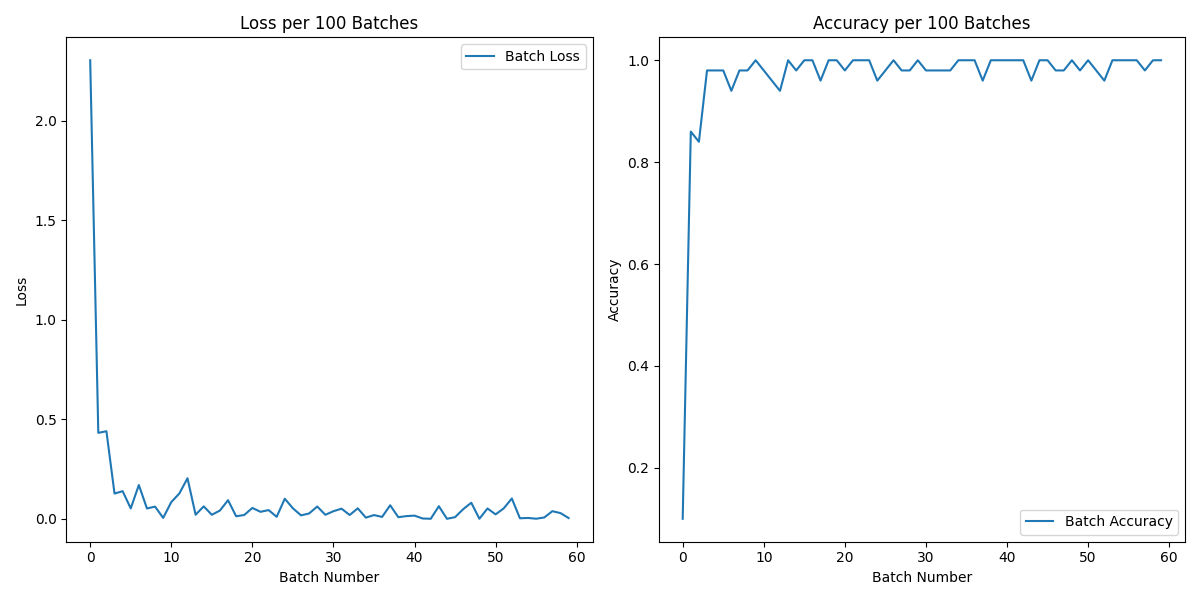 Loss per 100 Batches
Batch Loss
2.0
1.5
1.0
0.5
0.0
Loss
0 10 20 30 40 50 60
Batch Number
Accuracy per 100 Batches
1.0
0.8
0.6
0.4
0.2
Accuracy
Batch Accuracy
0 10 20 30 40 50 60
Batch Number